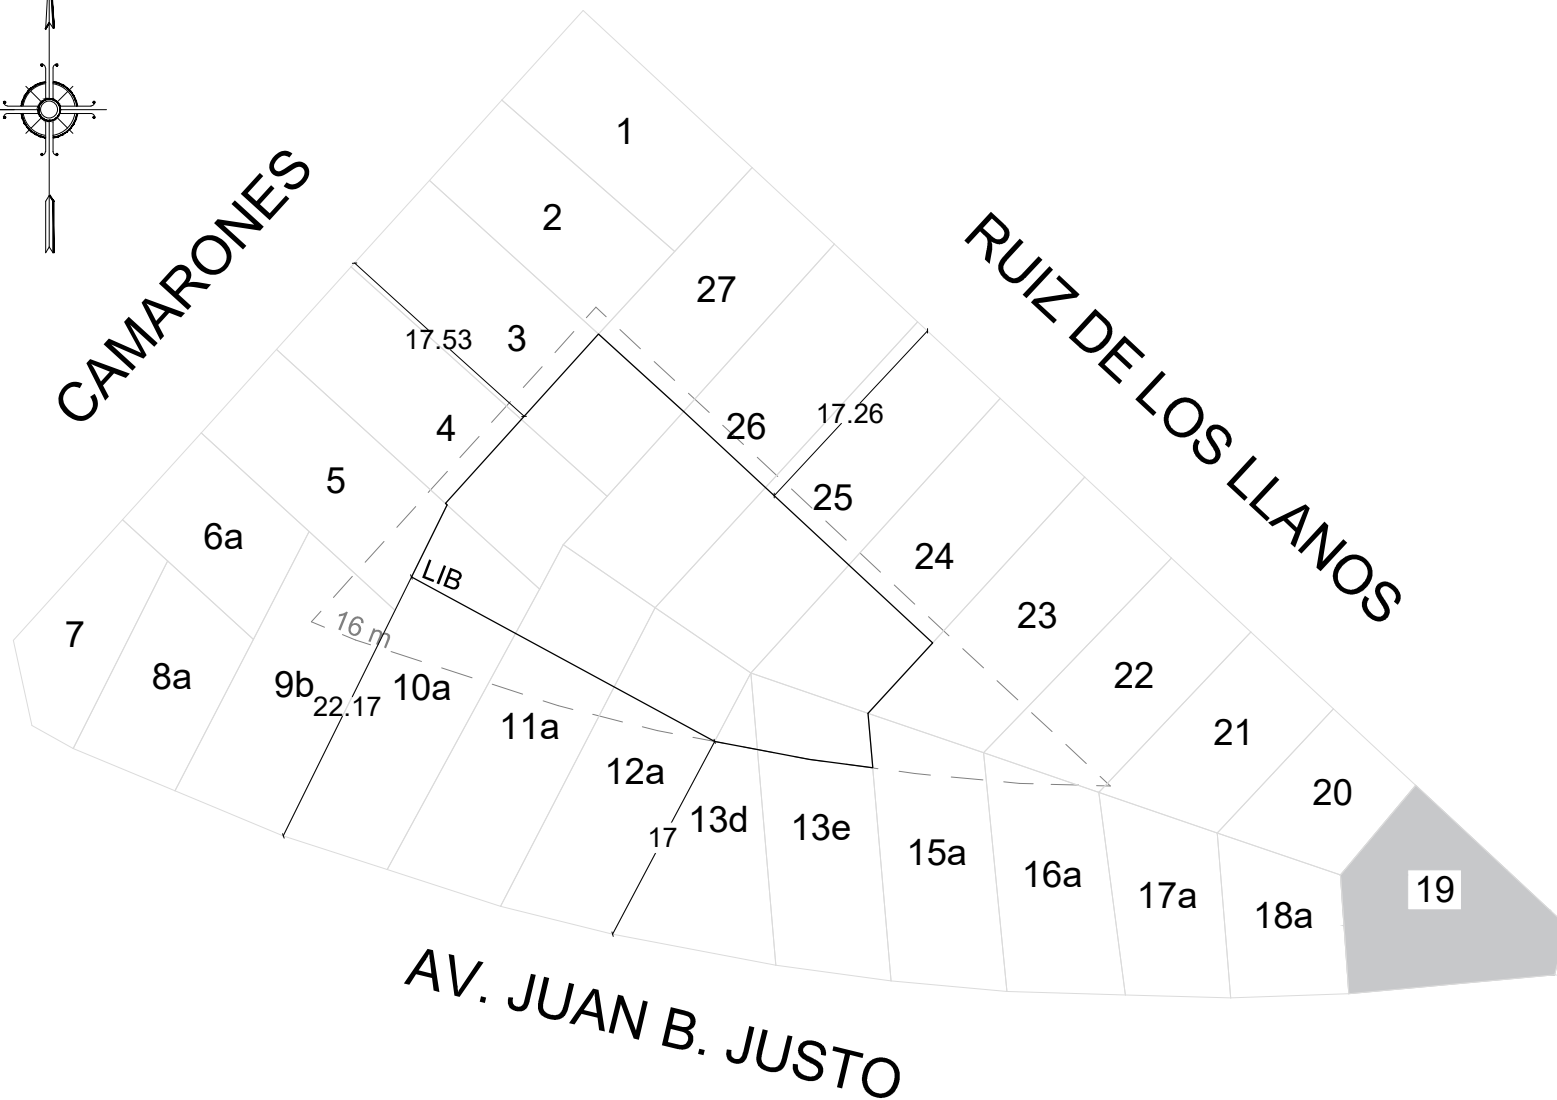 1
2
CAMARONES
27
RUIZ DE LOS LLANOS
17.53
3
26
17.26
4
25
5
6a
24
LIB
16 m
23
7
8a
9b
22.17
10a
22
11a
21
12a
20
13d
17
13e
15a
16a
17a
18a
19
AV. JUAN B. JUSTO